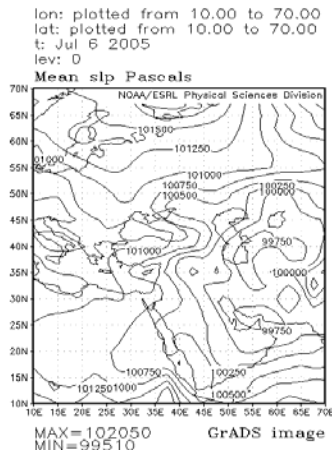 lon: plotted from 10.00 to 70.00
lat: plotted from 10.00 to 70.00
t: Jul 6 2005
lev: 0
Mean slp Pascals
NOAA/ESRL Physical Sciences Division
70N
65N
60N
55N
50N
45N
40N
35N
30N
25N
20N
15N
10N
101500
101250
01000
101000
100750
100500
100250
100000
99750
101000
100000
99750
100750
100250
101250
1000
100500
10E 15E 20E 25E 30E 35E 40E 45E 50E 55E 60E 65E 70E
MAX=102050
GrADS image
MIN=99510